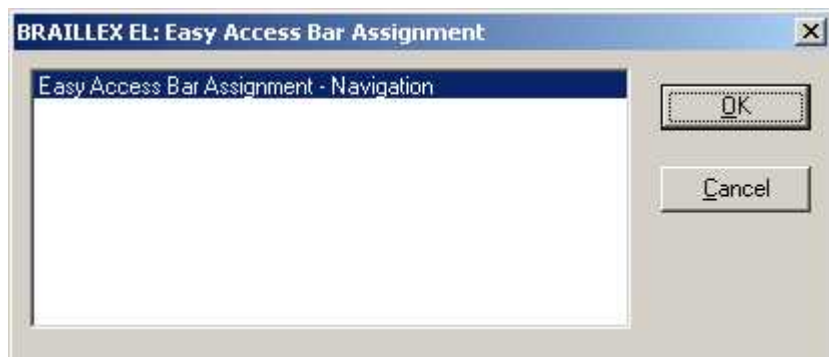 BRAILLEX EL: Easy Access Bar Assignment
Easy Access Bar Assignment - Navigation
OK
Cancel